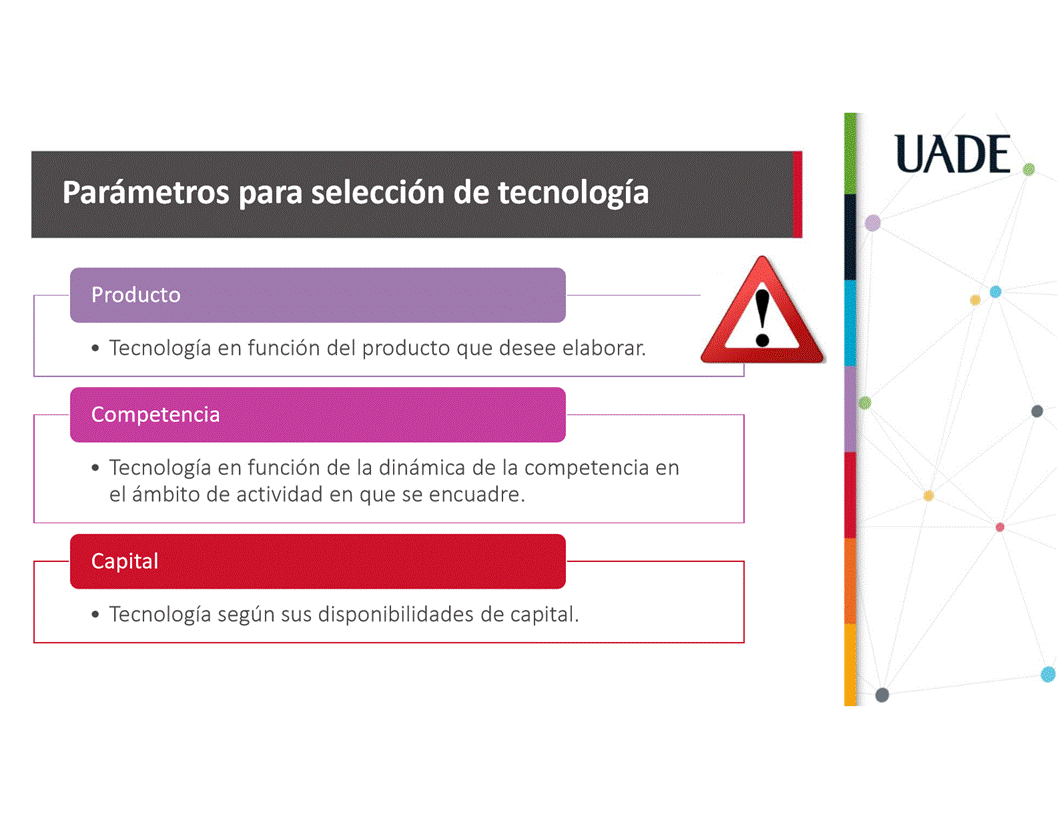 UADE
Parámetros para selección de tecnología
Producto
• Tecnología en función del producto que desee elaborar.
Competencia
• Tecnología en función de la dinámica de la competencia en
el ámbito de actividad en que se encuadre.
Capital
• Tecnología según sus disponibilidades de capital.